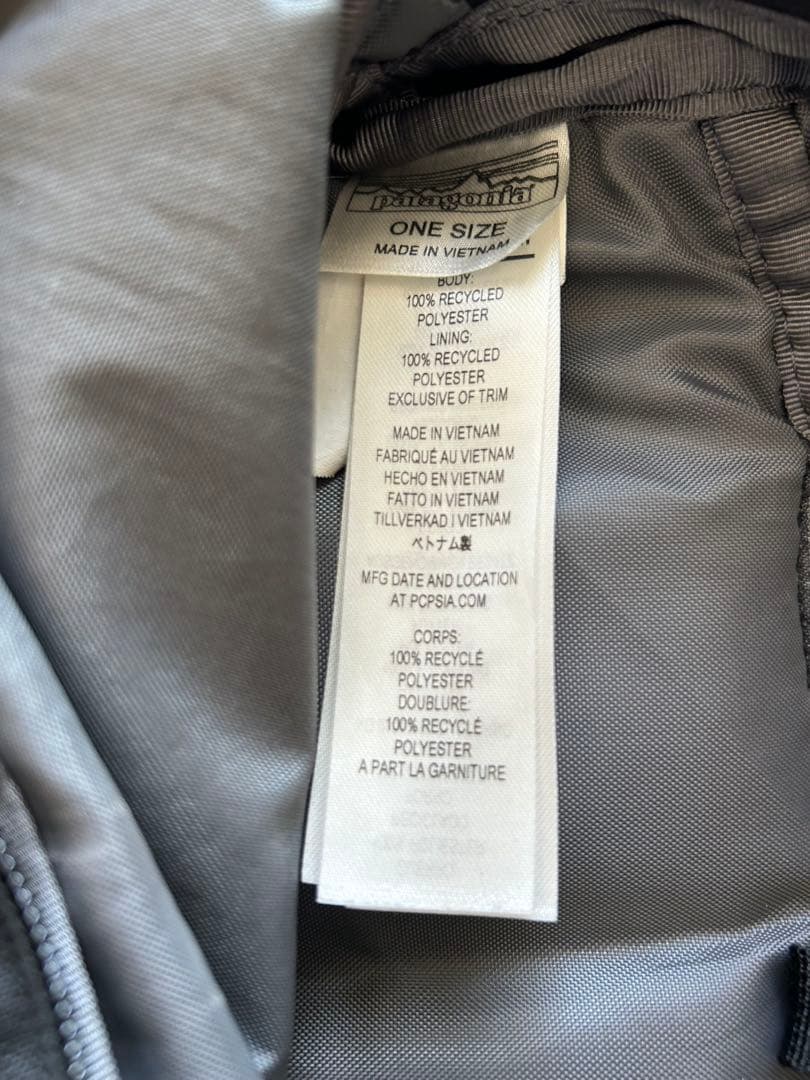 patagonia
ONE SIZE
MADE IN VIETNAM
BODY:
100% RECYCLED
POLYESTER
LINING:
100% RECYCLED
POLYESTER
EXCLUSIVE OF TRIM
MADE IN VIETNAM
FABRIQUÉ AU VIETNAM
HECHO EN VIETNAM
FATTO IN VIETNAM
TILLVERKAD I VIETNAM
ベトナム製
MFG DATE AND LOCATION
AT PCPSIA.COM
CORPS:
100% RECYCLÉ
POLYESTER
DOUBLURE:
100% RECYCLÉ
POLYESTER
A PART LA GARNITURE